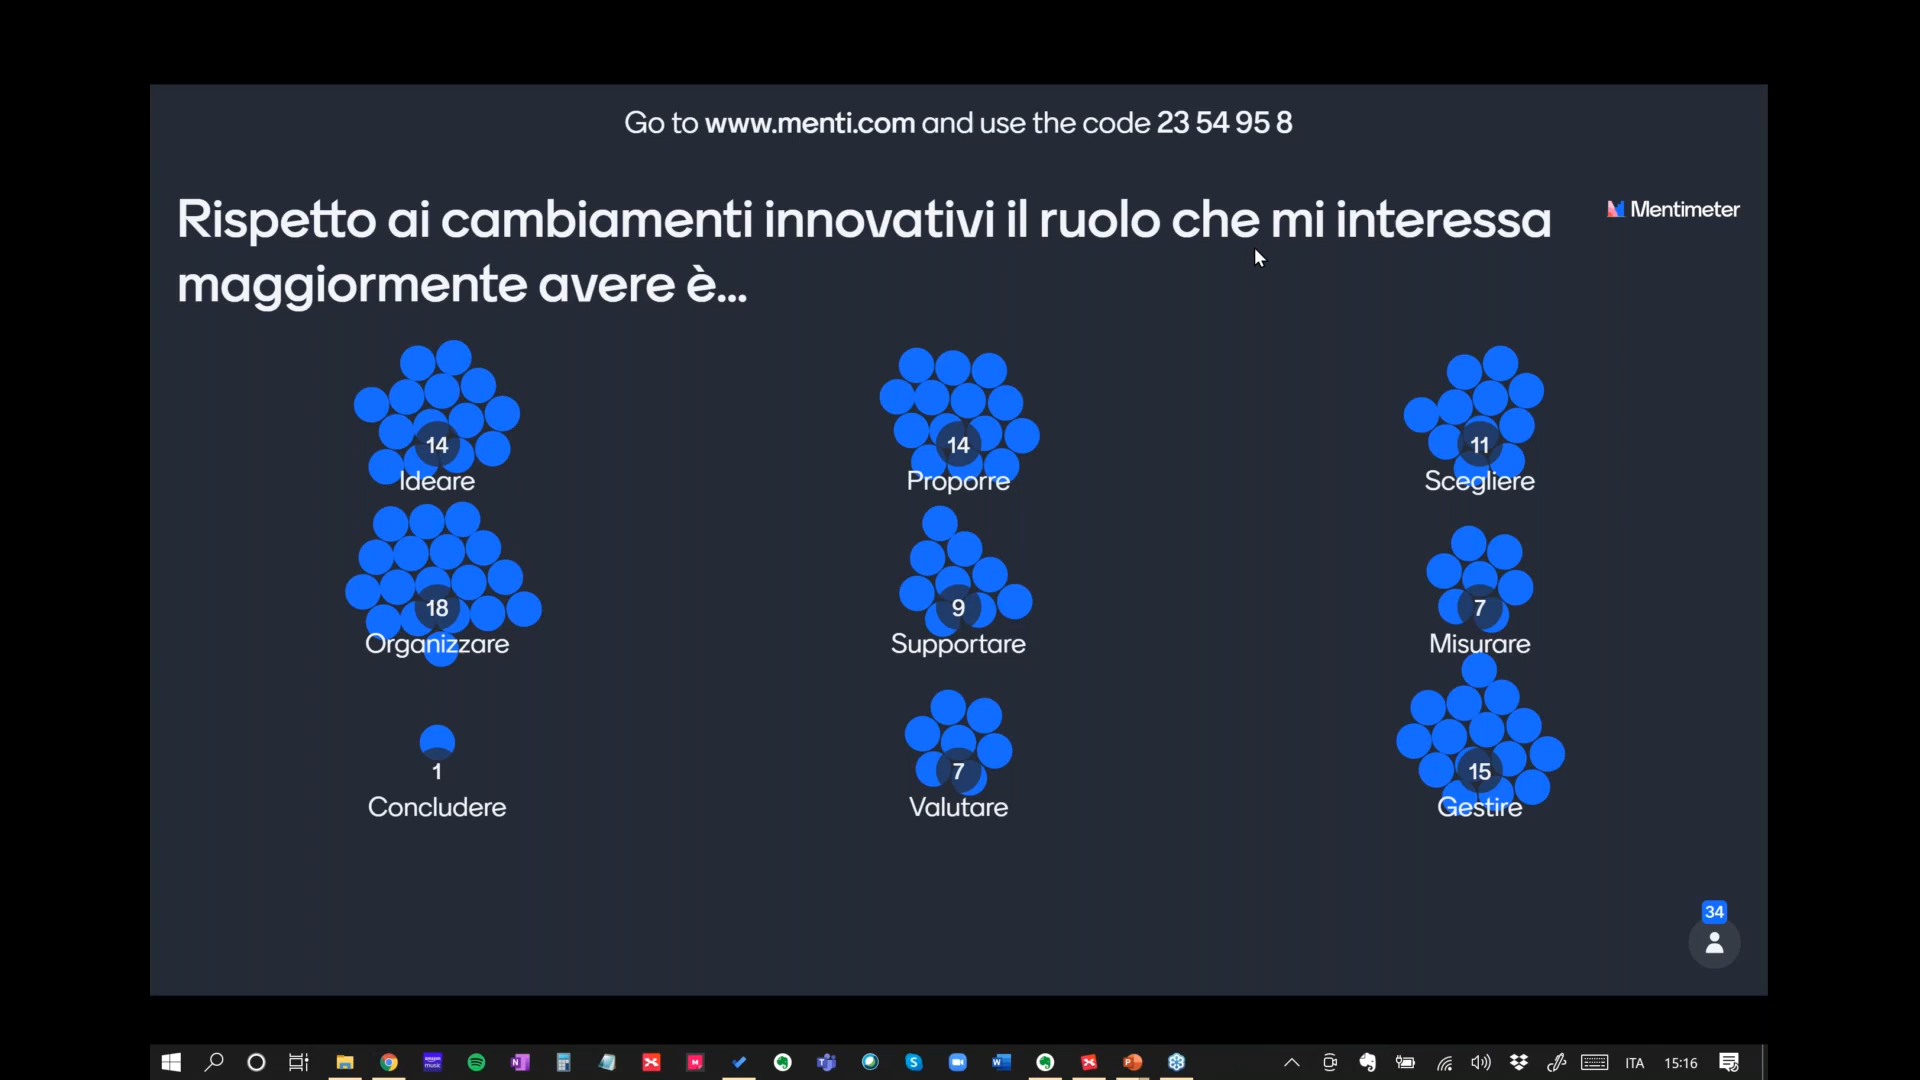 Go to www.menti.com and use the code 23 54 95 8
Rispetto ai cambiamenti innovativi il ruolo che mi interessa
maggiormente avere è...
Mentimeter
14
Ideare
14
Proporre
11
Scegliere
18
Organizzare
9
Supportare
7
Misurare
1
Concludere
7
Valutare
15
Gestire
34
ITA
15:16